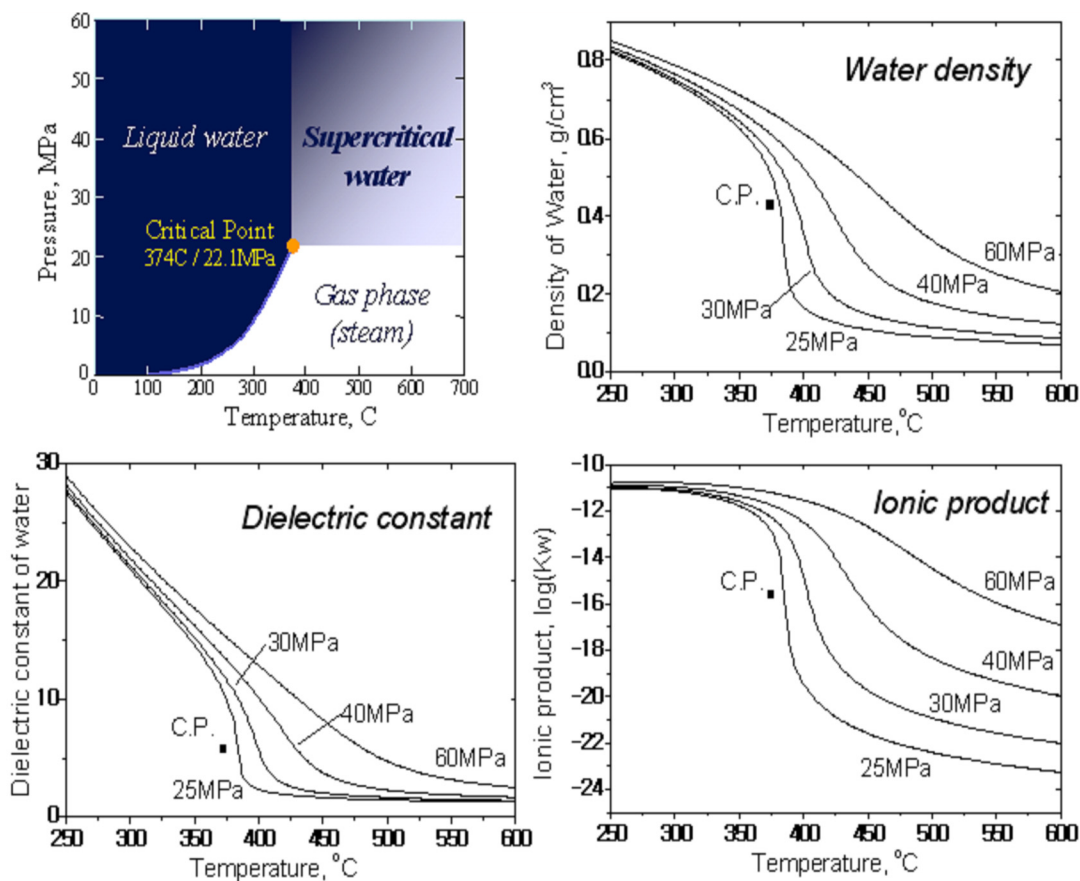 Pressure, MPa
60
50
40
30
20
10
0
Liquid water
Supercritical
water
Critical Point
374C / 22.1MPa
Gas phase
(steam)
0 100 200 300 400 500 600 700
Temperature, C
Density of Water, g/cm³
0.8
0.6
0.4
0.2
0.0
Water density
C.P.
60MPa
40MPa
30MPa
25MPa
250 300 350 400 450 500 550 600
Temperature,°C
Dielectric constant of water
30
20
10
0
Dielectric constant
30MPa
40MPa
C.P.
60MPa
25MPa
250 300 350 400 450 500 550 600
Temperature, °C
Ionic product, log(Kw)
-10
-12
-14
-16
-18
-20
-22
-24
Ionic product
C.P.
60MPa
40MPa
30MPa
25MPa
250 300 350 400 450 500 550 600
Temperature, °C